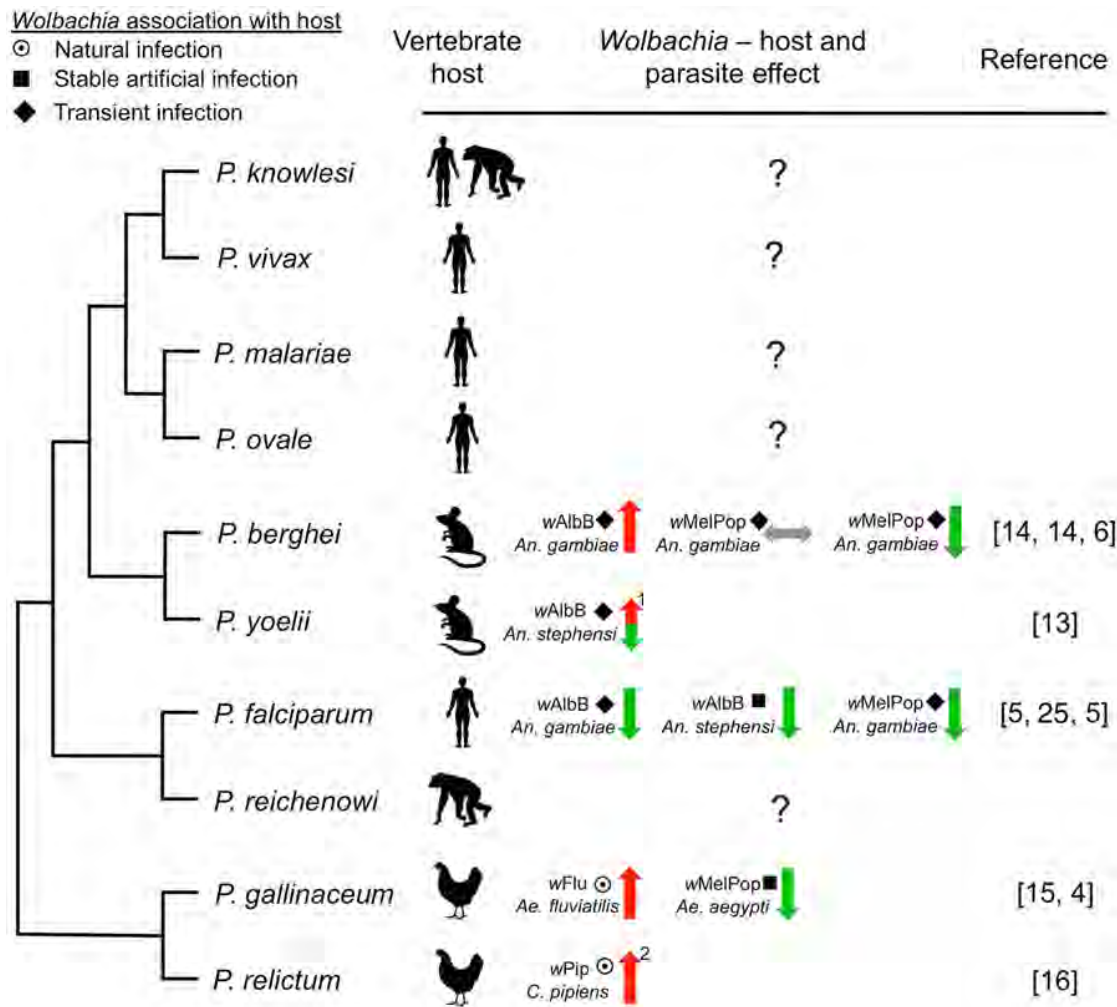 Wolbachia association with host
Natural infection
Stable artificial infection
Transient infection
Vertebrate
host
Wolbachia – host and
parasite effect
Reference
P. knowlesi
?
P. vivax
?
P. malariae
?
P. ovale
?
P. berghei
wAlbB
An. gambiae
wMelPop
An. gambiae
wMelPop
An. gambiae
[14, 14, 6]
P. yoelii
wAlbB
An. stephensi
1
[13]
P. falciparum
wAlbB
An. gambiae
wAlbB
An. stephensi
wMelPop
An. gambiae
[5, 25, 5]
P. reichenowi
?
P. gallinaceum
wFlu
Ae. fluviatilis
wMelPop
Ae. aegypti
[15, 4]
P. relictum
wPip
C. pipiens
2
[16]